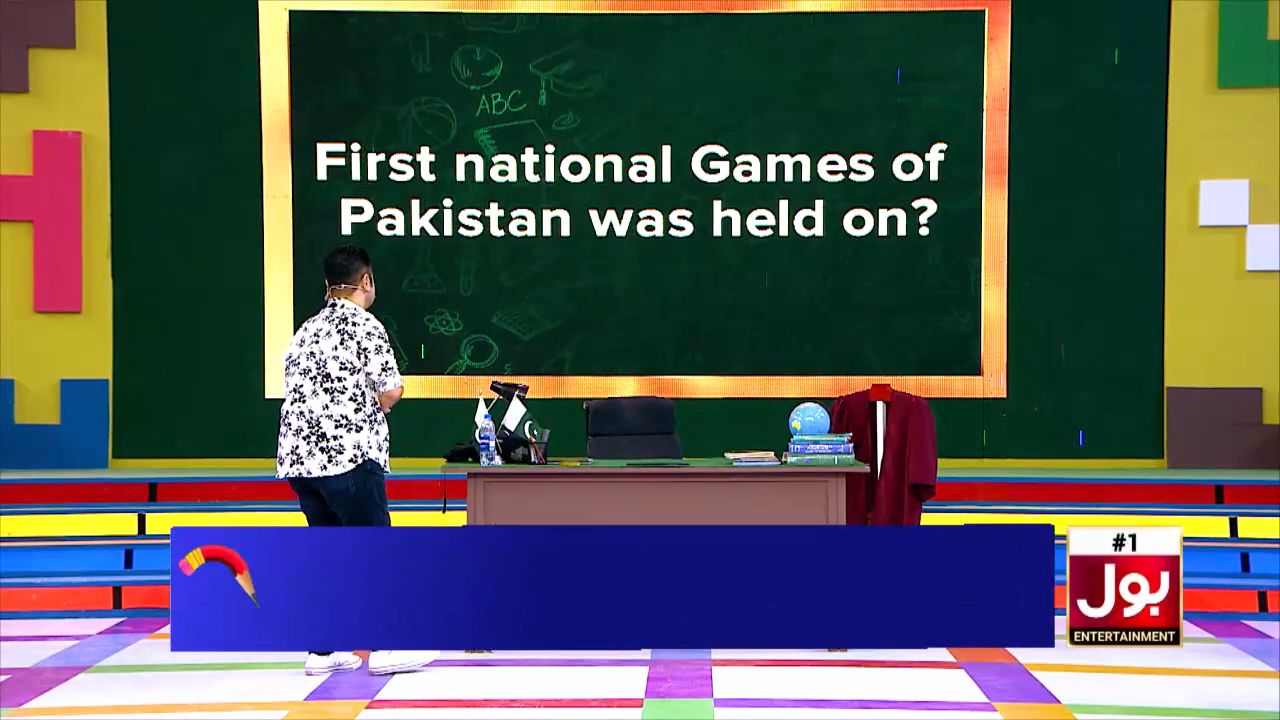 ABC
First national Games of
Pakistan was held on?
#1
بول
ENTERTAINMENT